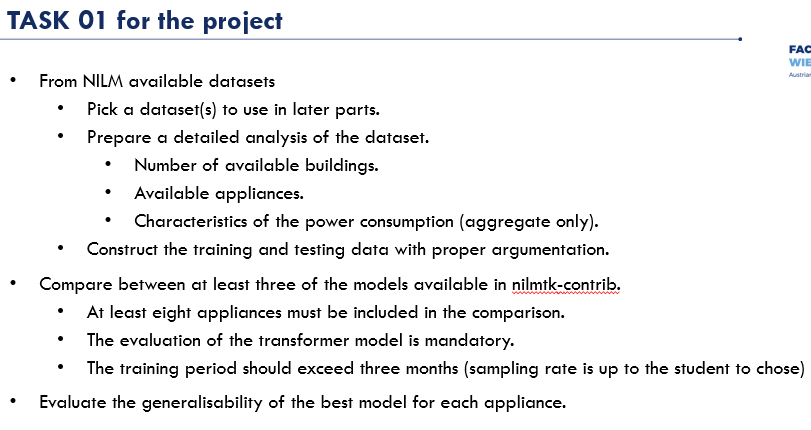 TASK 01 for the project
FAC
WIE
Austrian
• From NILM available datasets
• Pick a dataset(s) to use in later parts.
• Prepare a detailed analysis of the dataset.
• Number of available buildings.
• Available appliances.
• Characteristics of the power consumption (aggregate only).
• Construct the training and testing data with proper argumentation.
• Compare between at least three of the models available in nilmtk-contrib.
• At least eight appliances must be included in the comparison.
• The evaluation of the transformer model is mandatory.
• The training period should exceed three months (sampling rate is up to the student to chose)
• Evaluate the generalisability of the best model for each appliance.